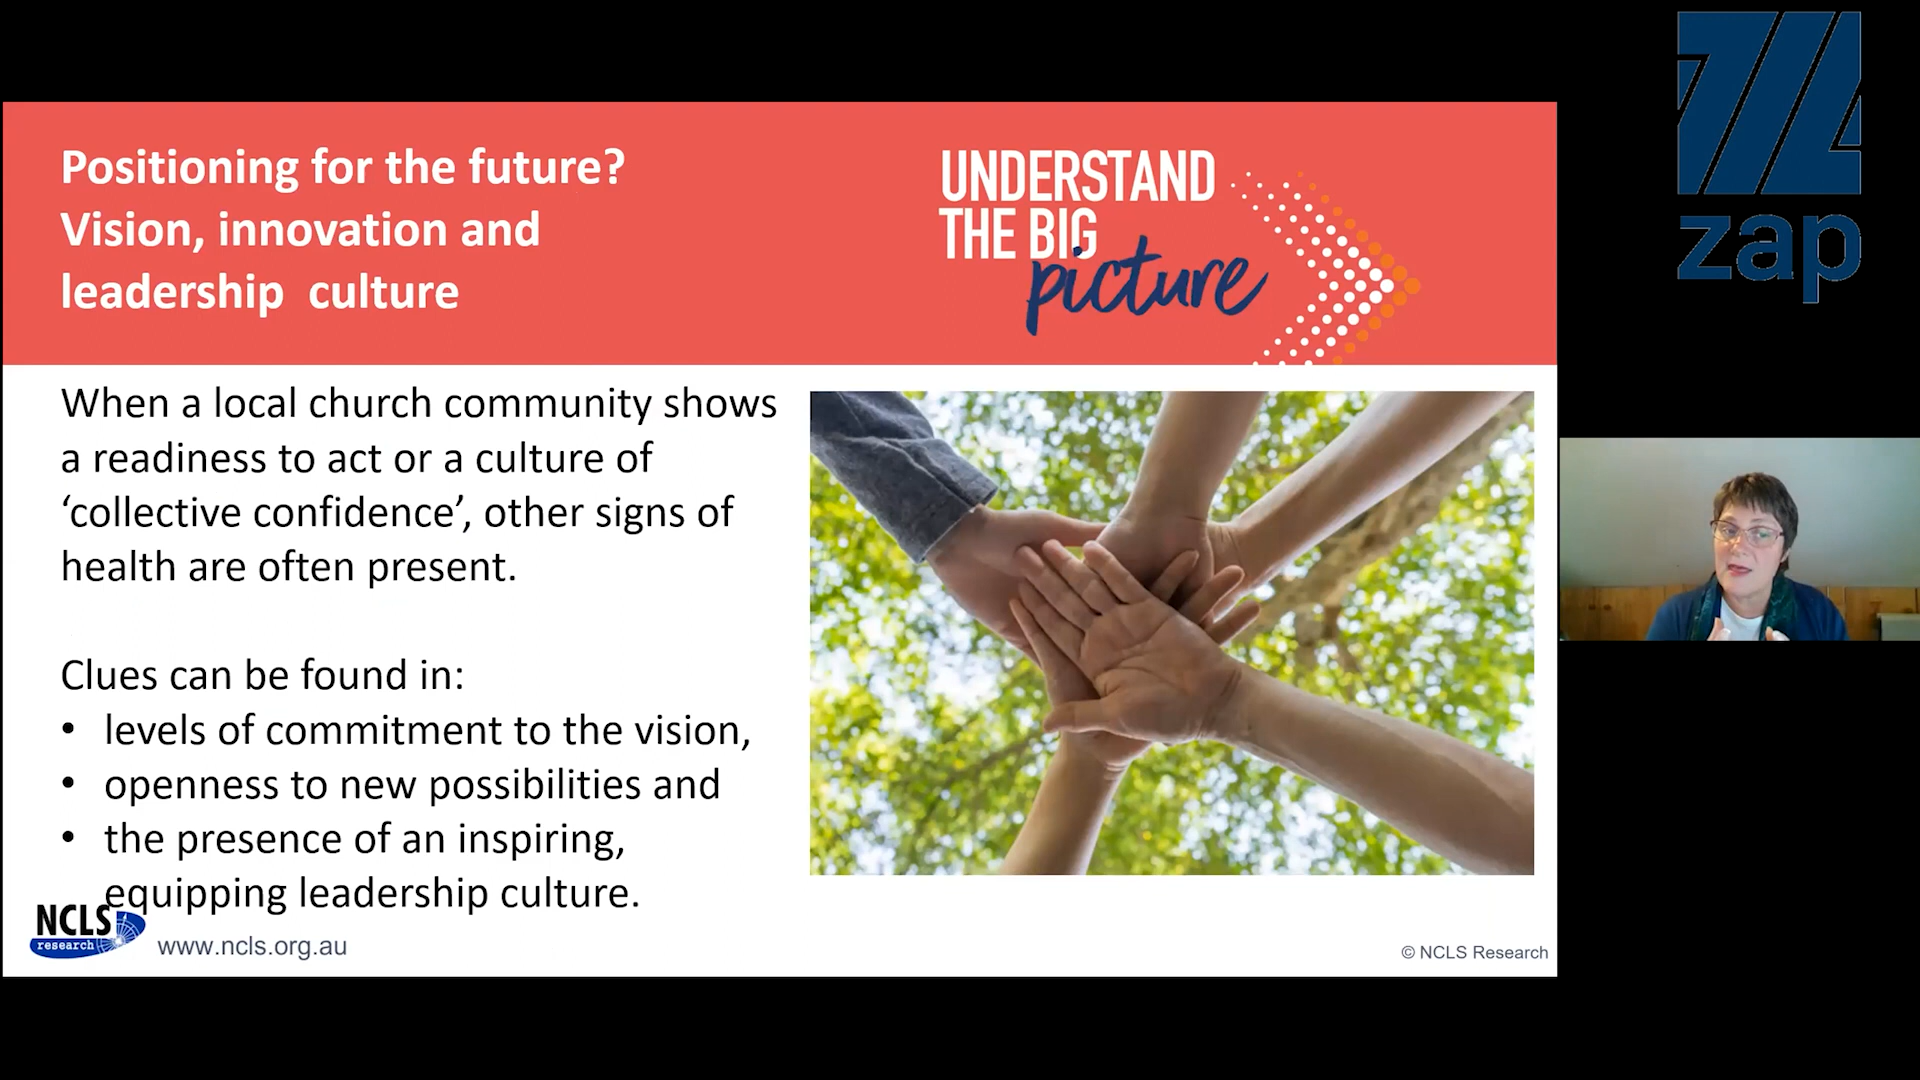 Positioning for the future?
Vision, innovation and
leadership  culture
UNDERSTAND
THE BIG
picture
zap
When a local church community shows
a readiness to act or a culture of
‘collective confidence’, other signs of
health are often present.
Clues can be found in:
• levels of commitment to the vision,
• openness to new possibilities and
• the presence of an inspiring,
equipping leadership culture.
NCLS
research
www.ncls.org.au
© NCLS Research